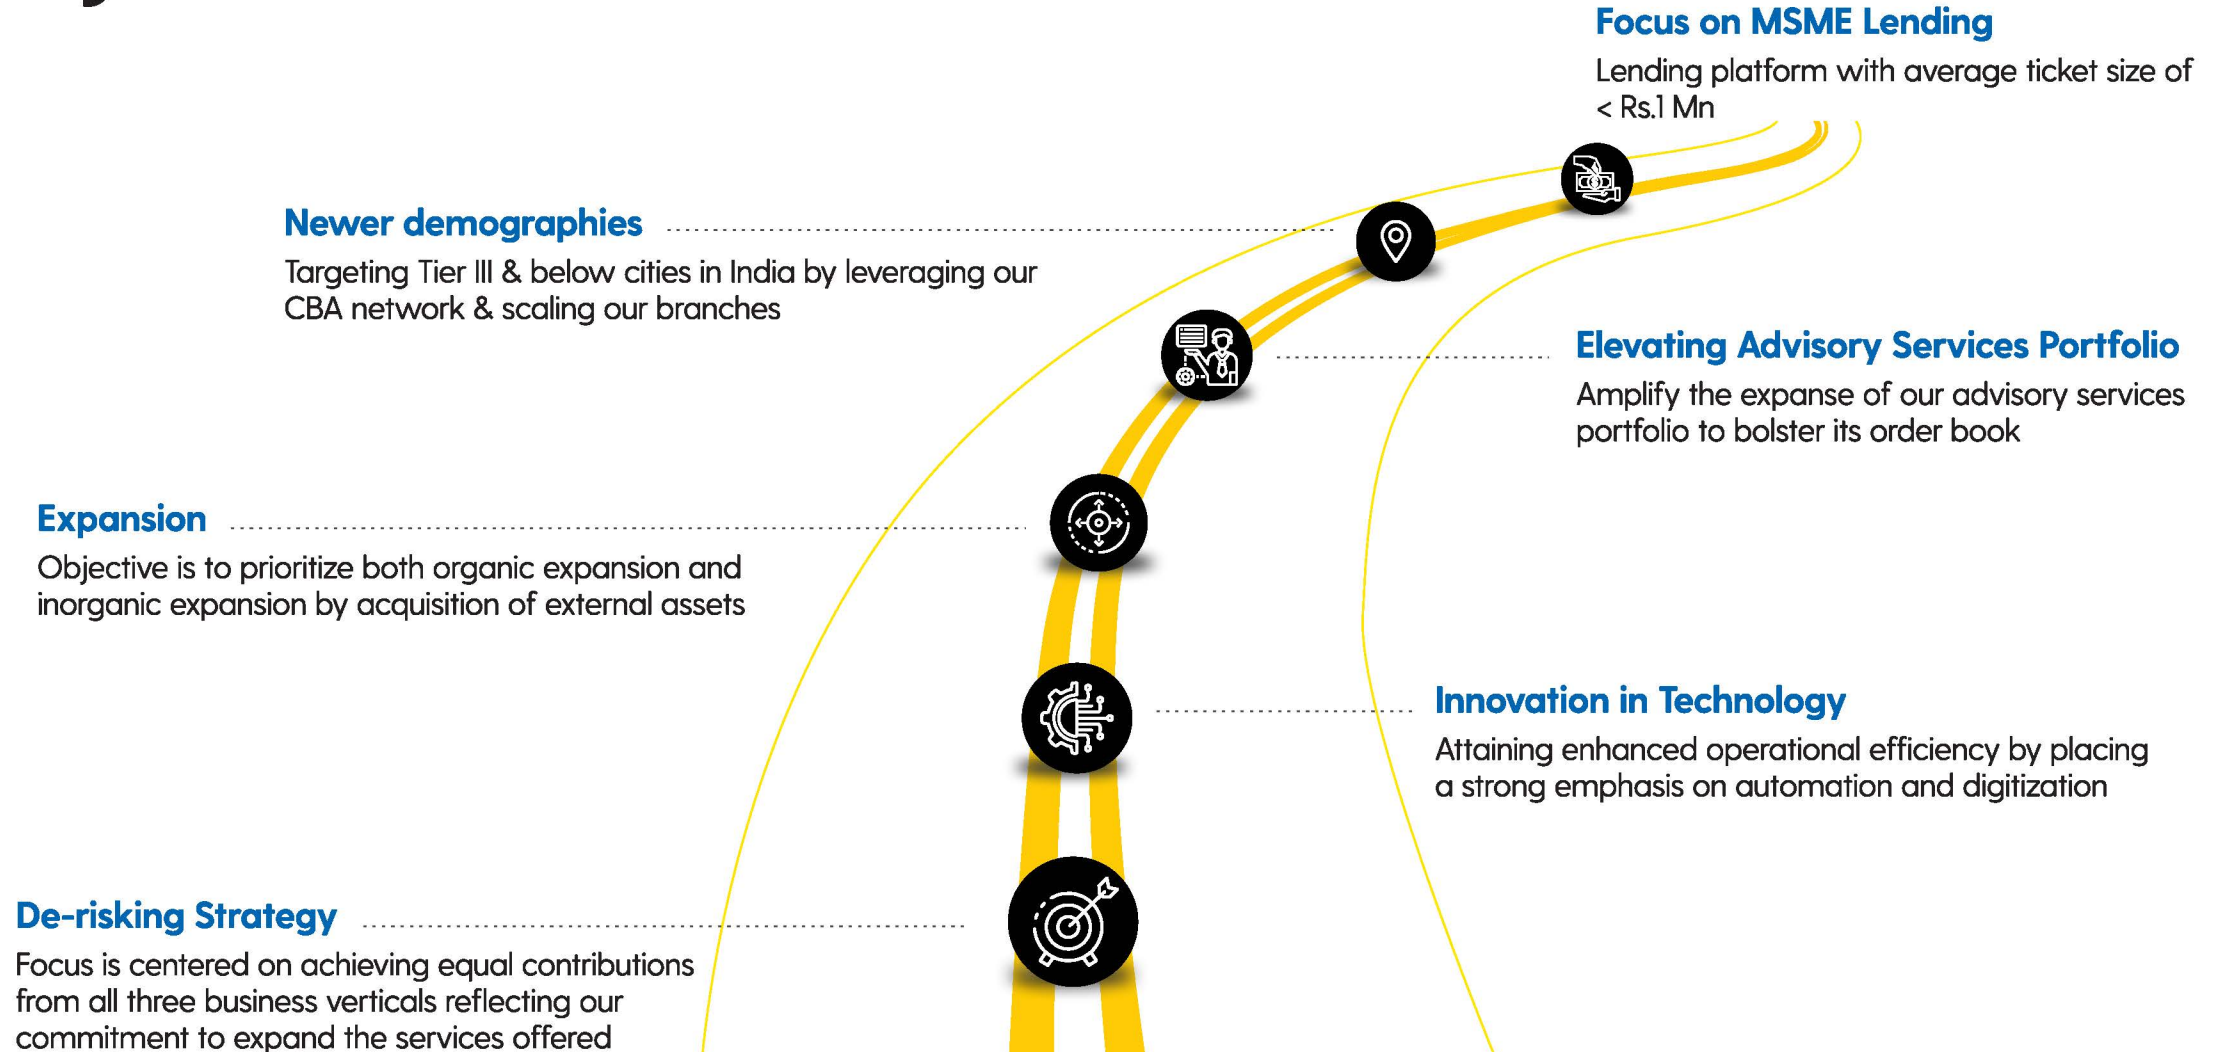 Focus on MSME Lending
Lending platform with average ticket size of
< Rs.1 Mn
Newer demographies
Targeting Tier III & below cities in India by leveraging our
CBA network & scaling our branches
Elevating Advisory Services Portfolio
Amplify the expanse of our advisory services
portfolio to bolster its order book
Expansion
Objective is to prioritize both organic expansion and
inorganic expansion by acquisition of external assets
Innovation in Technology
Attaining enhanced operational efficiency by placing
a strong emphasis on automation and digitization
De-risking Strategy
Focus is centered on achieving equal contributions
from all three business verticals reflecting our
commitment to expand the services offered